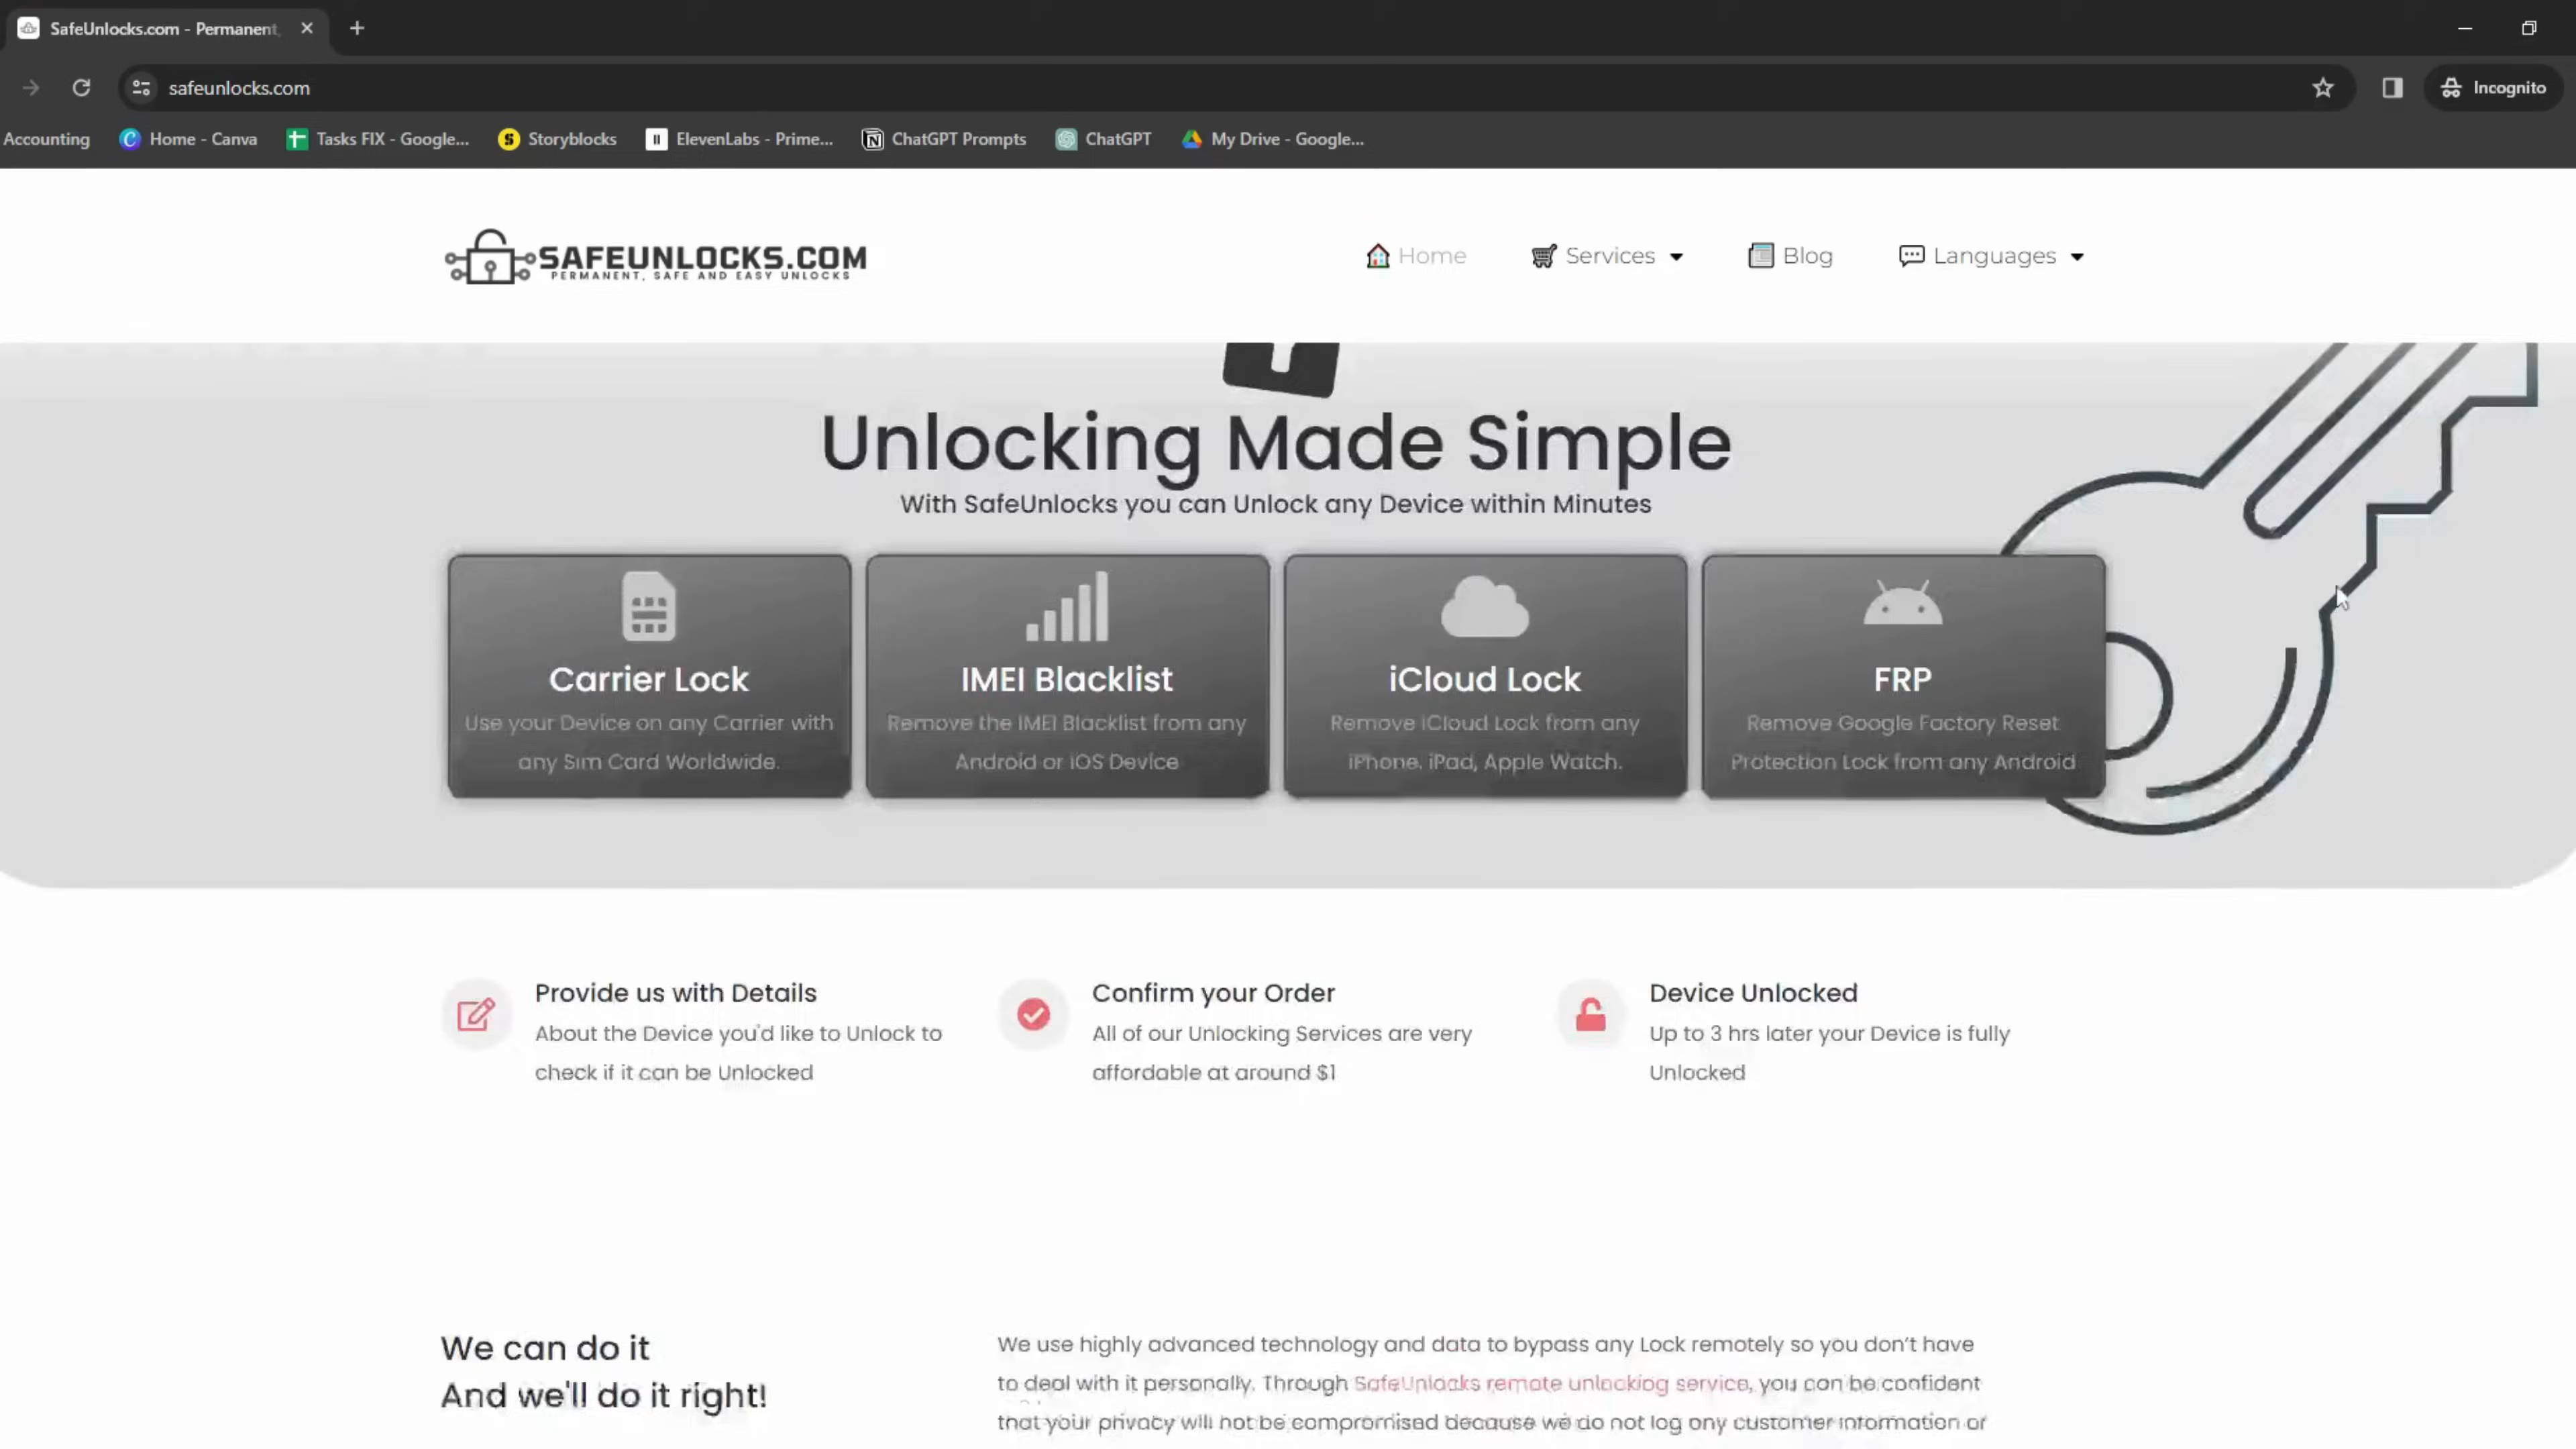 SafeUnlocks.com - Permanent,
safeunlocks.com
Incognito
Accounting
Home - Canva
Tasks FIX - Google...
Storyblocks
ElevenLabs - Prime...
ChatGPT Prompts
ChatGPT
My Drive - Google...
SAFEUNLOCKS.COM
PERMANENT, SAFE AND EASY UNLOCKS
Home
Services
Blog
Languages
Unlocking Made Simple
With SafeUnlocks you can Unlock any Device within Minutes
Carrier Lock
Use your Device on any Carrier with
any Sim Card Worldwide.
IMEI Blacklist
Remove the IMEI Blacklist from any
Android or iOS Device
iCloud Lock
Remove iCloud Lock from any
iPhone. iPad, Apple Watch.
FRP
Remove Google Factory Reset
Protection Lock from any Android
Provide us with Details
About the Device you'd like to Unlock to
check if it can be Unlocked
Confirm your Order
All of our Unlocking Services are very
affordable at around $1
Device Unlocked
Up to 3 hrs later your Device is fully
Unlocked
We can do it
And we'll do it right!
We use highly advanced technology and data to bypass any Lock remotely so you don't have
to deal with it personally. Through SafeUnlocks remote unlocking service, you can be confident
that your privacy will not be compromised because we do not log any customer information or